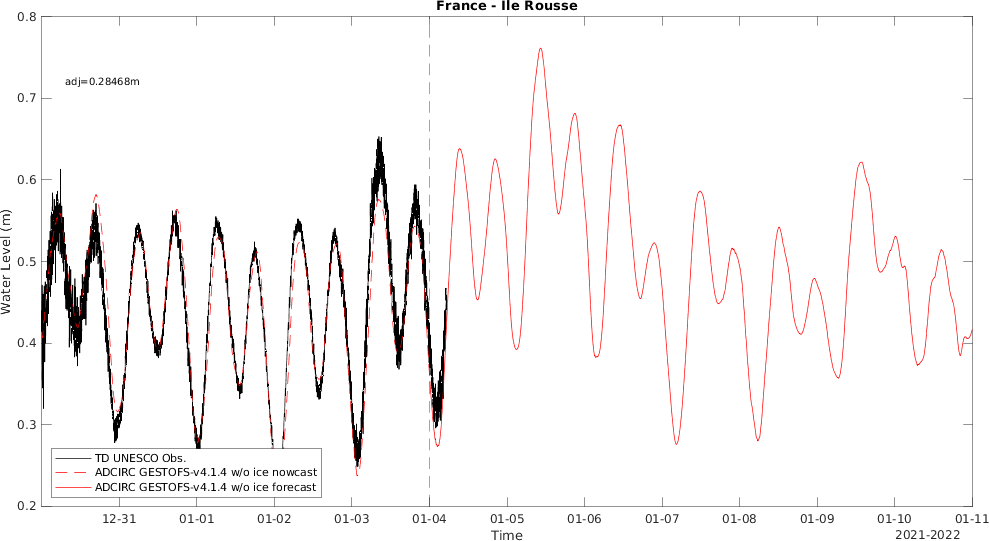 France - Ile Rousse
adj=0.28468m
Water Level (m)
0.8
0.7
0.6
0.5
0.4
0.3
0.2
TD UNESCO Obs.
ADCIRC GESTOFS-v4.1.4 w/o ice nowcast
ADCIRC GESTOFS-v4.1.4 w/o ice forecast
12-31 01-01 01-02 01-03 01-04 01-05 01-06 01-07 01-08 01-09 01-10 01-11
Time
2021-2022